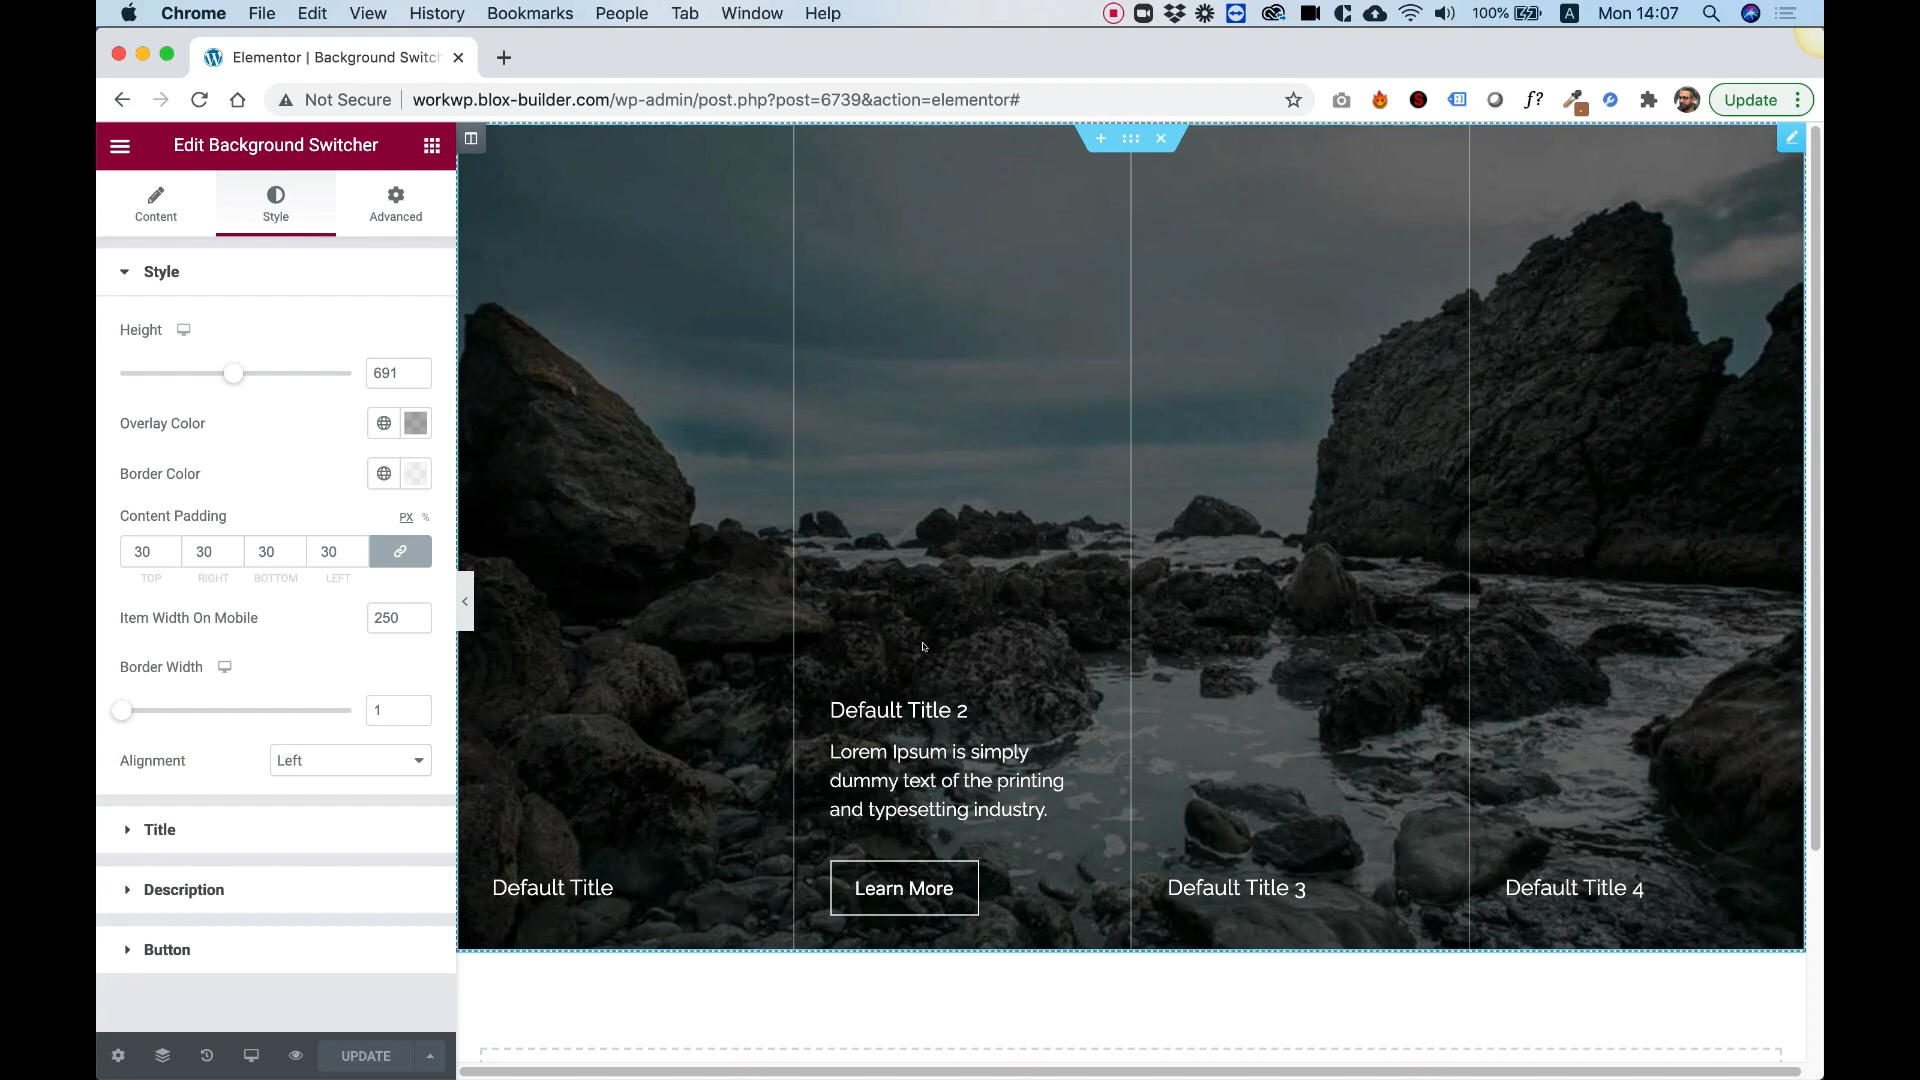 Chrome File Edit View History Bookmarks People Tab Window Help 100% A Mon 14:07
Elementor | Background Switch
Not Secure workwp.blox-builder.com/wp-admin/post.php?post=6739&action=elementor# f? Update
Edit Background Switcher
Content Style Advanced
Style
Height
691
Overlay Color
Border Color
Content Padding PX %
30 30 30 30
TOP RIGHT BOTTOM LEFT
Item Width On Mobile 250
Border Width
1
Alignment Left
Title
Description
Button
UPDATE
Default Title
Default Title 2
Lorem Ipsum is simply
dummy text of the printing
and typesetting industry.
Learn More
Default Title 3
Default Title 4